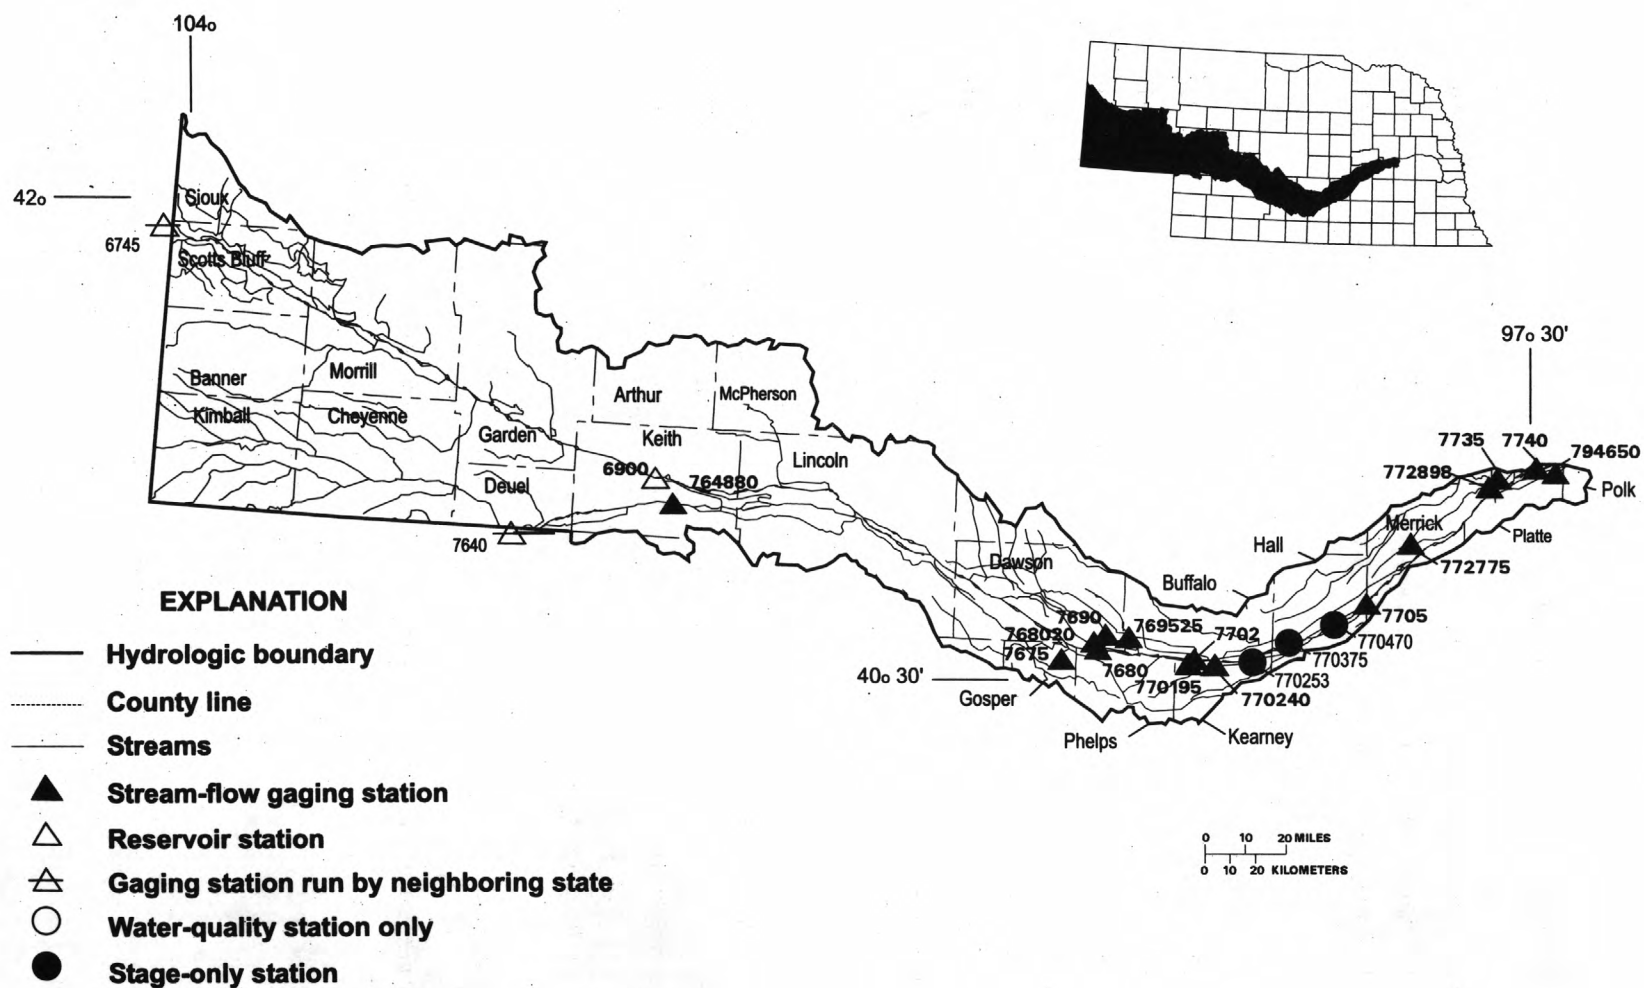 104o
42o
Sioux
6745
Scotts Bluff
97o 30'
Banner
Morrill
Arthur
McPherson
Kimball
Cheyenne
Garden
Keith
Lincoln
7735
7740
794650
6900
764880
772898
Deuel
Polk
7640
Merrick
Platte
Hall
Dawson
772775
Buffalo
7690
769525
7702
7705
768020
770470
7675
7680
770375
40o 30'
770195
770253
Gosper
770240
Phelps
Kearney
EXPLANATION
Hydrologic boundary
County line
Streams
Stream-flow gaging station
Reservoir station
Gaging station run by neighboring state
Water-quality station only
Stage-only station
0 10 20 MILES
0 10 20 KILOMETERS